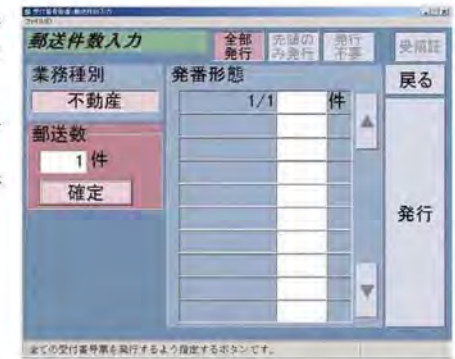 郵送件数入力
全部
発行
先頭の
み発行
発行
不要
受領証
業務種別
不動産
郵送数
1 件
確定
発番形態
1/1 件
戻る
発行
全ての受付番号票を発行するよう指定するボタンです。